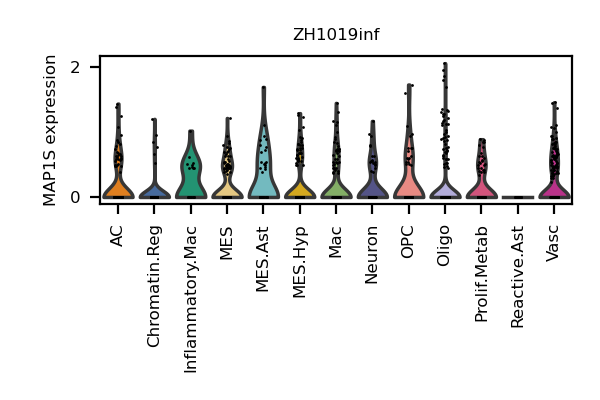 ZH1019inf
MAP1S expression
2
0
AC
Chromatin.Reg
Inflammatory.Mac
MES
MES.Ast
MES.Hyp
Mac
Neuron
OPC
Oligo
Prolif.Metab
Reactive.Ast
Vasc